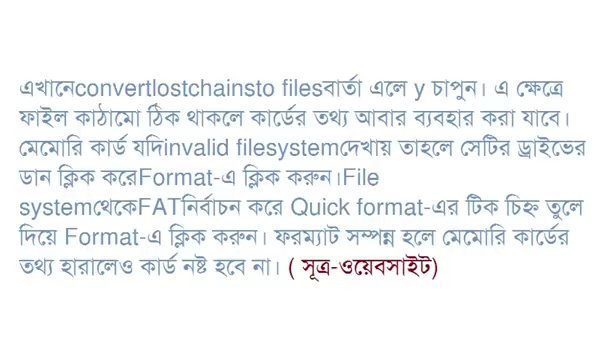 এখানেconvertlostchainsto filesবার্তা এলে y চাপুন। এ ক্ষেত্রে
ফাইল কাঠামো ঠিক থাকলে কার্ডের তথ্য আবার ব্যবহার করা যাবে।
মেমোরি কার্ড যদিinvalid filesystemদেখায় তাহলে সেটির ড্রাইভের
ডান ক্লিক করেFormat-এ ক্লিক করুন।File
systemথেকেFATনির্বাচন করে Quick format-এর টিক চিহ্ন তুলে
দিয়ে Format-এ ক্লিক করুন। ফরম্যাট সম্পন্ন হলে মেমোরি কার্ডের
তথ্য হারালেও কার্ড নষ্ট হবে না। ( সূত্র-ওয়েবসাইট)